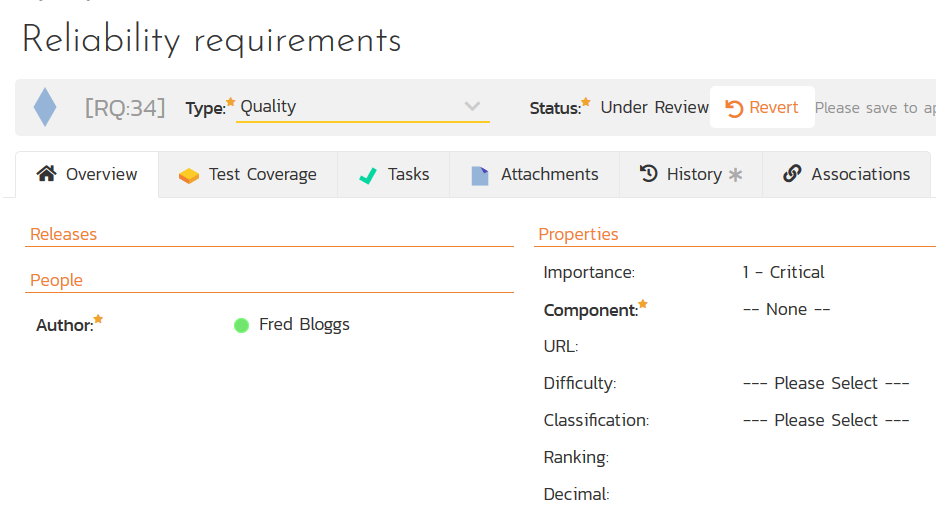 Reliability requirements
[RQ:34] Type: Quality Status: Under Review Revert Please save to
Overview Test Coverage Tasks Attachments History Associations
Releases
People
Author: Fred Bloggs
Properties
Importance: 1 - Critical
Component: -- None --
URL:
Difficulty: --- Please Select ---
Classification: --- Please Select ---
Ranking:
Decimal: